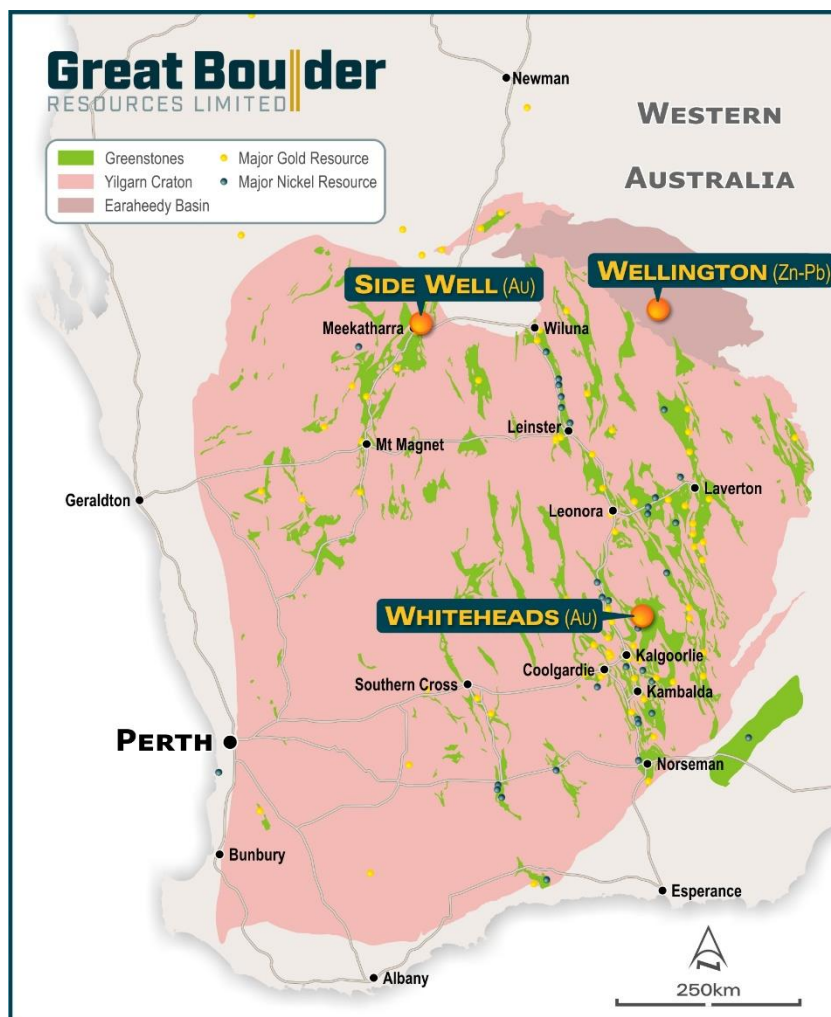 Great Boulder
RESOURCES LIMITED
Newman
WESTERN
AUSTRALIA
Greenstones
Major Gold Resource
Yilgarn Craton
Major Nickel Resource
Earaheedy Basin
SIDE WELL (Au)
WELLINGTON (Zn-Pb)
Meekatharra
Wiluna
Leinster
Mt Magnet
Geraldton
Laverton
Leonora
WHITEHEADS (Au)
Kalgoorlie
Coolgardie
Southern Cross
Kambalda
PERTH
Norseman
Bunbury
Esperance
Albany
N
250km